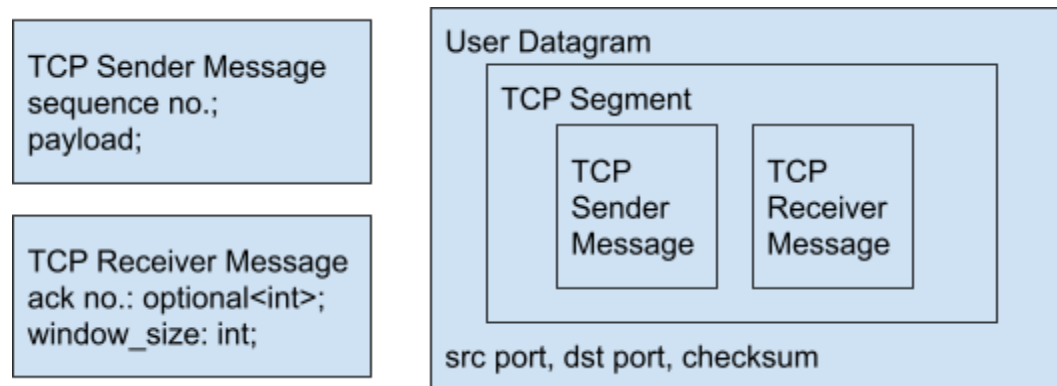 TCP Sender Message
sequence no.;
payload;
TCP Receiver Message
ack no.: optional<int>;
window_size: int;
User Datagram
TCP Segment
TCP
Sender
Message
TCP
Receiver
Message
src port, dst port, checksum